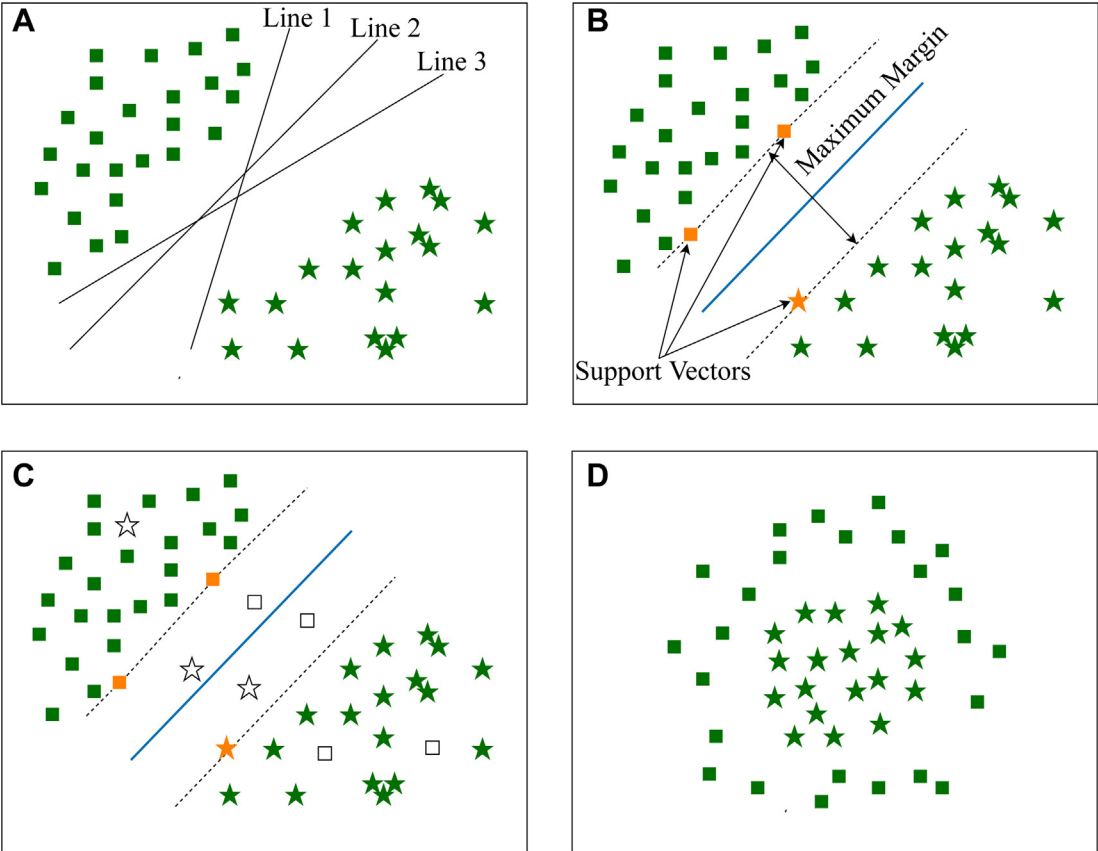 A
Line 1
Line 2
Line 3
B
Maximum Margin
Support Vectors
C
D